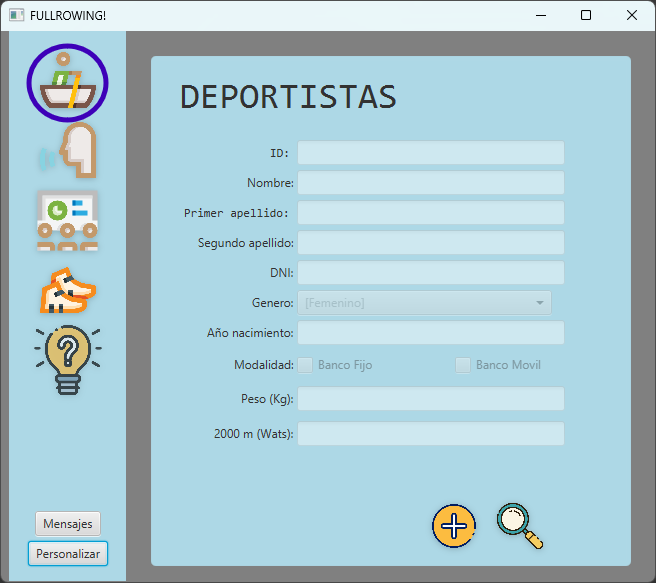 FULLROWING!
DEPORTISTAS
ID:
Nombre:
Primer apellido:
Segundo apellido:
DNI:
Genero: [Femenino]
Año nacimiento:
Modalidad: Banco Fijo Banco Movil
Peso (Kg):
2000 m (Wats):
Mensajes
Personalizar